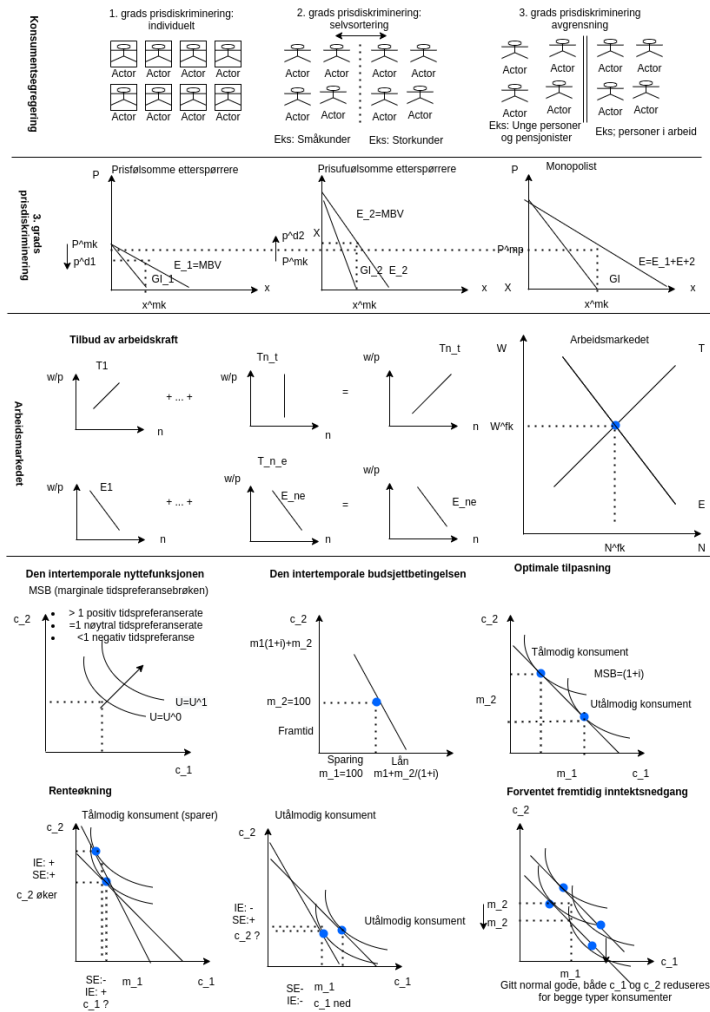 1. grads prisdiskriminering:
individuelt
2. grads prisdiskriminering:
selvsortering
3. grads prisdiskriminering
avgrensning
Konsumentsegregering
Actor Actor Actor Actor
Actor Actor Actor Actor
Actor Actor Actor Actor
Actor Actor Actor Actor
Actor Actor Actor Actor
Actor Actor Actor Actor
Eks: Småkunder
Eks: Storkunder
Eks: Unge personer
og pensjonister
Eks; personer i arbeid
3. grads
prisdiskriminering
Prisfølsomme etterspørrere
P
P^mk
p^d1
E_1=MBV
GI_1
x
x^mk
Prisufuølsomme etterspørrere
X
p^d2
P^mk
E_2=MBV
GI_2
E_2
x
x^mk
Monopolist
P
P^mp
E=E_1+E+2
GI
X
x
x^mk
Arbeidsmarkedet
Tilbud av arbeidskraft
w/p
T1
n
+ ... +
w/p
Tn_t
n
=
w/p
Tn_t
n
w/p
E1
n
+ ... +
T_n_e
w/p
E_ne
n
=
w/p
E_ne
n
Arbeidsmarkedet
W
T
W^fk
E
N^fk
N
Den intertemporale nyttefunksjonen
MSB (marginale tidspreferansebrøken)
> 1 positiv tidspreferanserate
=1 nøytral tidspreferanserate
<1 negativ tidspreferanse
c_2
U=U^1
U=U^0
c_1
Den intertemporale budsjettbetingelsen
c_2
m1(1+i)+m_2
m_2=100
Framtid
Sparing
m_1=100
Lån
m1+m_2/(1+i)
Optimale tilpasning
c_2
Tålmodig konsument
MSB=(1+i)
Utålmodig konsument
m_2
m_1
c_1
Renteøkning
Tålmodig konsument (sparer)
c_2
IE: +
SE:+
c_2 øker
SE:-
IE: +
c_1 ?
m_1
c_1
Utålmodig konsument
c_2
IE: -
SE:+
c_2 ?
Utålmodig konsument
SE-
IE:-
m_1
c_1 ned
c_1
Forventet fremtidig inntektsnedgang
c_2
m_2
m_2
c_1
m_1
Gitt normal gode, både c_1 og c_2 reduseres
for begge typer konsumenter